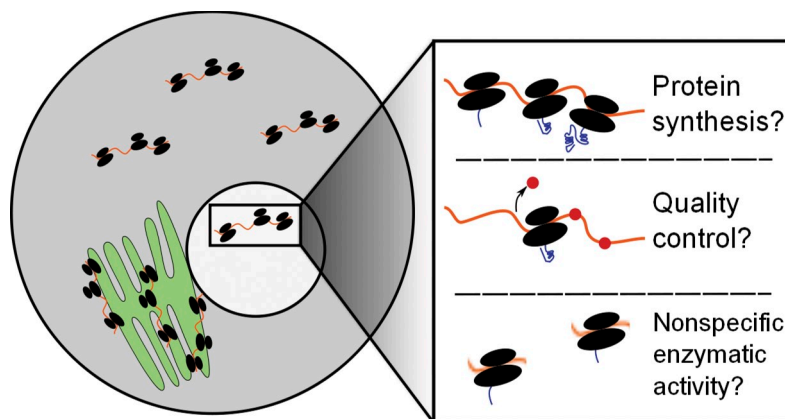 Protein
synthesis?
Quality
control?
Nonspecific
enzymatic
activity?